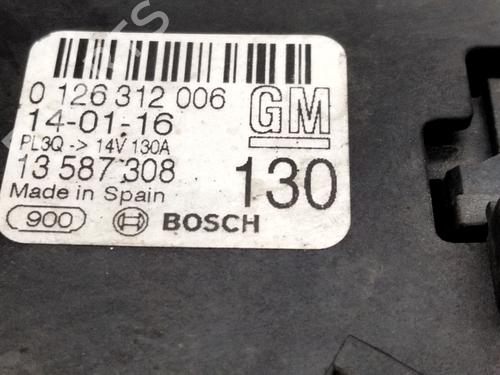 0 126 312 006
GM
14-01-16
PL3Q -> 14V 130A
13 587 308
130
Made in Spain
900 BOSCH